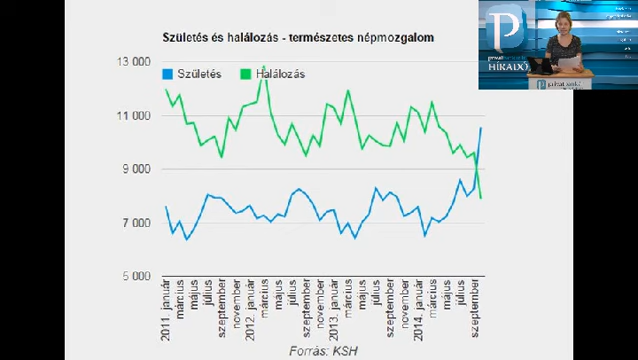 Születés és halálozás - természetes népmozgalom
13 000
11 000
9 000
7 000
5 000
Születés
Halálozás
2011. január
március
május
július
szeptember
november
2012. január
március
május
július
szeptember
november
2013. január
március
május
július
szeptember
november
2014. január
március
május
július
szeptember
Forrás: KSH
P
HÍRADÓ